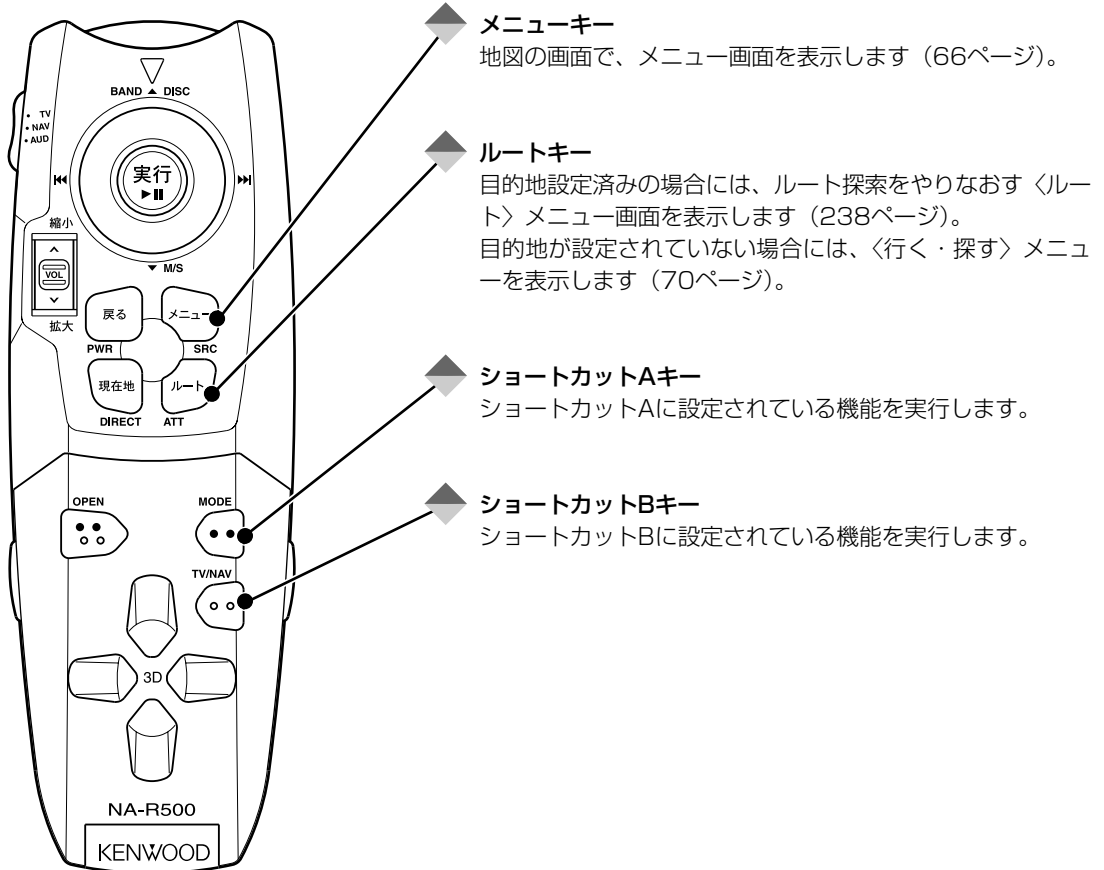 BAND ▲ DISC
• TV
• NAV
• AUD
実行
►II
縮小
VOL
拡大
▼ M/S
戻る
メニュー
PWR
SRC
現在地
ルート
DIRECT
ATT
OPEN
MODE
TV/NAV
3D
NA-R500
KENWOOD
メニューキー
地図の画面で、メニュー画面を表示します（66ページ）。
ルートキー
目的地設定済みの場合には、ルート探索をやりなおす〈ルー
ト〉メニュー画面を表示します（238ページ）。
目的地が設定されていない場合には、〈行く・探す〉メニュ
ーを表示します（70ページ）。
ショートカットAキー
ショートカットAに設定されている機能を実行します。
ショートカットBキー
ショートカットBに設定されている機能を実行します。